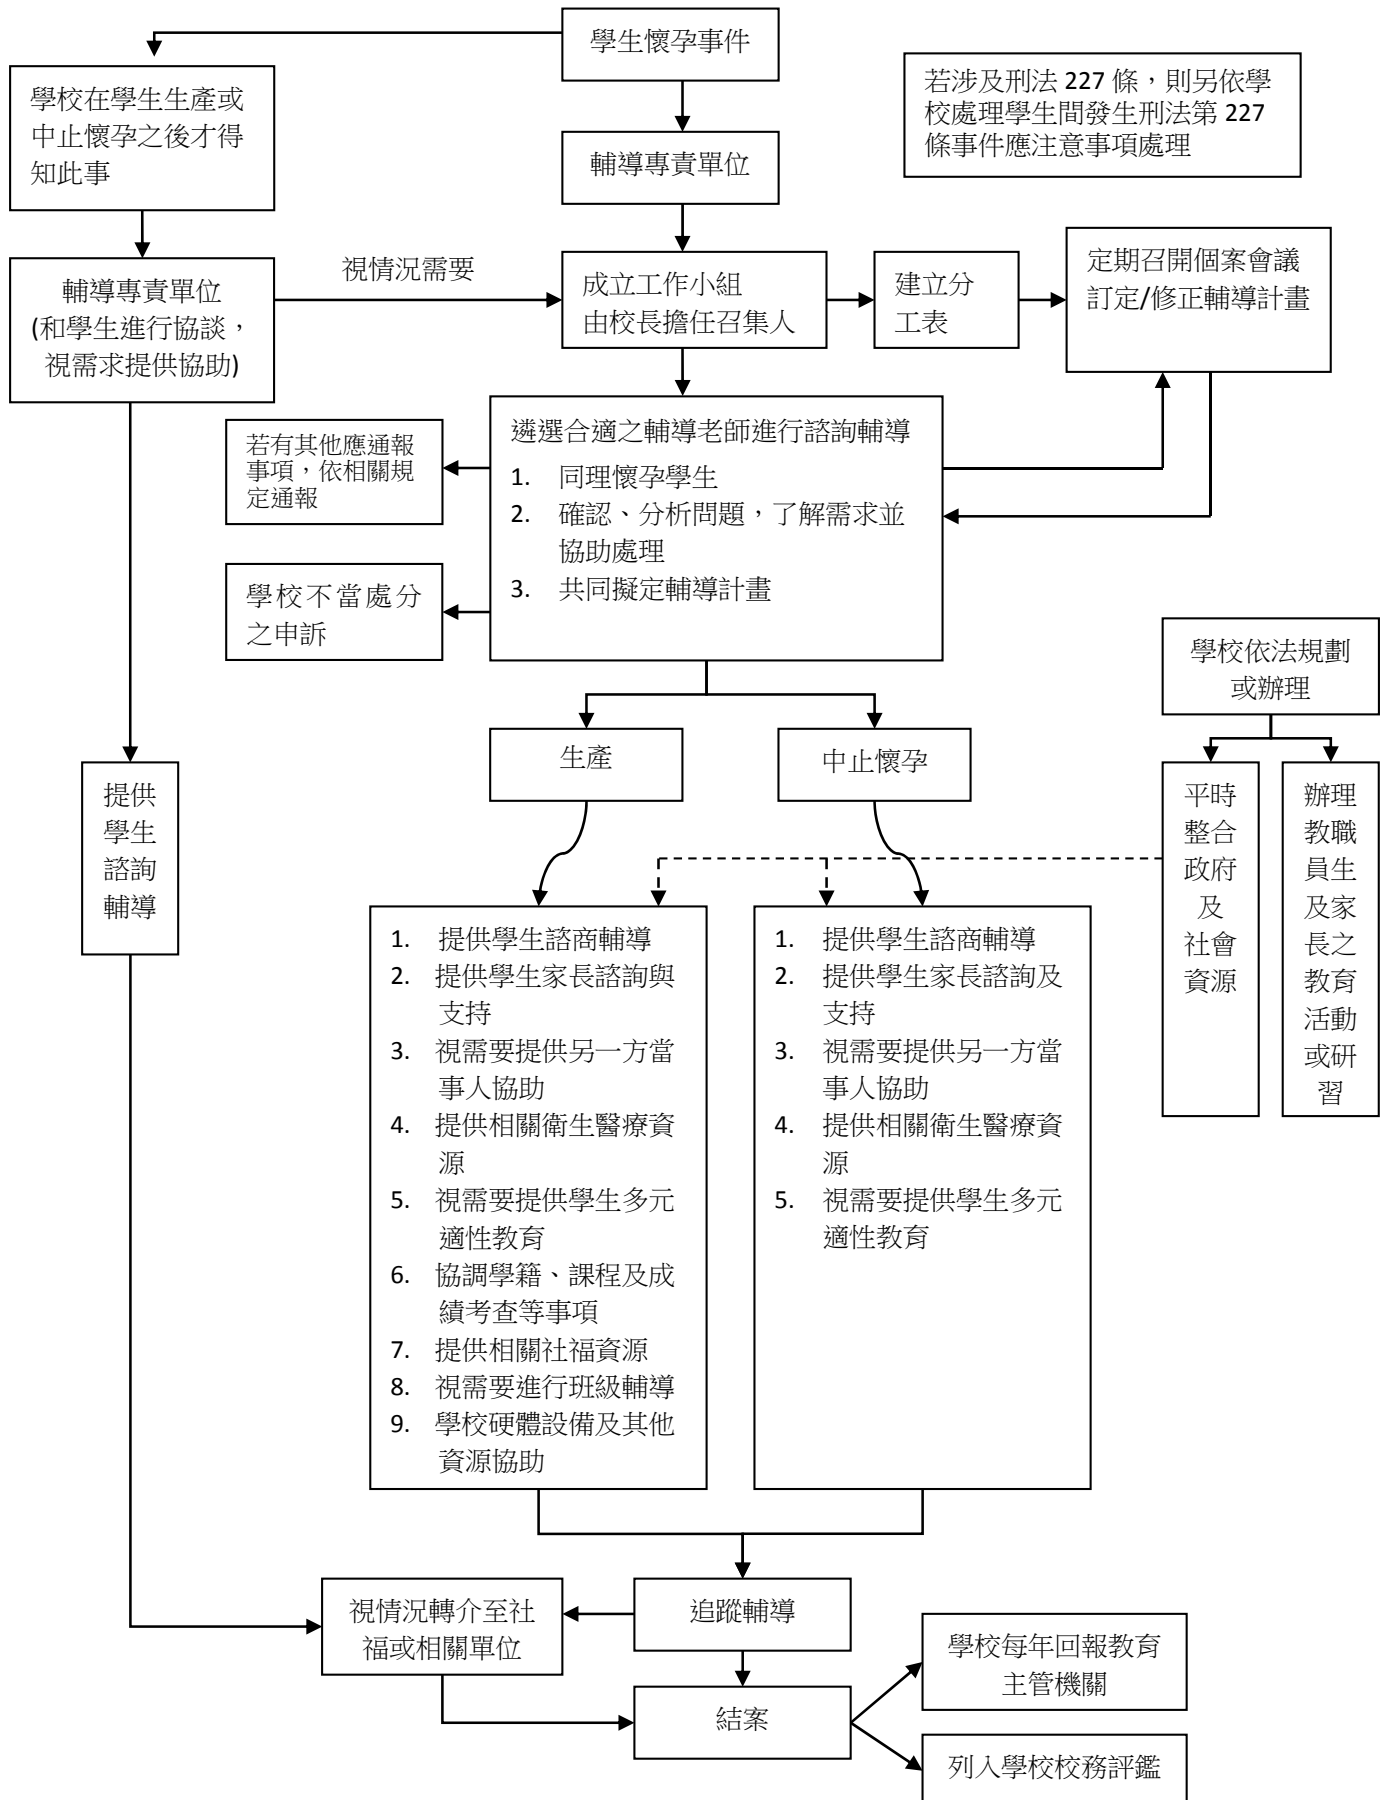 學生懷孕事件
學校在學生生產或
中止懷孕之後才得
知此事
若涉及刑法 227 條，則另依學
校處理學生間發生刑法第 227
條事件應注意事項處理
輔導專責單位
輔導專責單位
(和學生進行協談，
視需求提供協助)
視情況需要
成立工作小組
由校長擔任召集人
建立分
工表
定期召開個案會議
訂定/修正輔導計畫
遴選合適之輔導老師進行諮詢輔導
1. 同理懷孕學生
2. 確認、分析問題，了解需求並
協助處理
3. 共同擬定輔導計畫
若有其他應通報
事項，依相關規
定通報
學校不當處分
之申訴
學校依法規劃
或辦理
生產
中止懷孕
提供
學生
諮詢
輔導
平時
整合
政府
及
社會
資源
辦理
教職
員生
及家
長之
教育
活動
或研
習
1. 提供學生諮商輔導
2. 提供學生家長諮詢與
支持
3. 視需要提供另一方當
事人協助
4. 提供相關衛生醫療資
源
5. 視需要提供學生多元
適性教育
6. 協調學籍、課程及成
績考查等事項
7. 提供相關社福資源
8. 視需要進行班級輔導
9. 學校硬體設備及其他
資源協助
1. 提供學生諮商輔導
2. 提供學生家長諮詢及
支持
3. 視需要提供另一方當
事人協助
4. 提供相關衛生醫療資
源
5. 視需要提供學生多元
適性教育
視情況轉介至社
福或相關單位
追蹤輔導
結案
學校每年回報教育
主管機關
列入學校校務評鑑